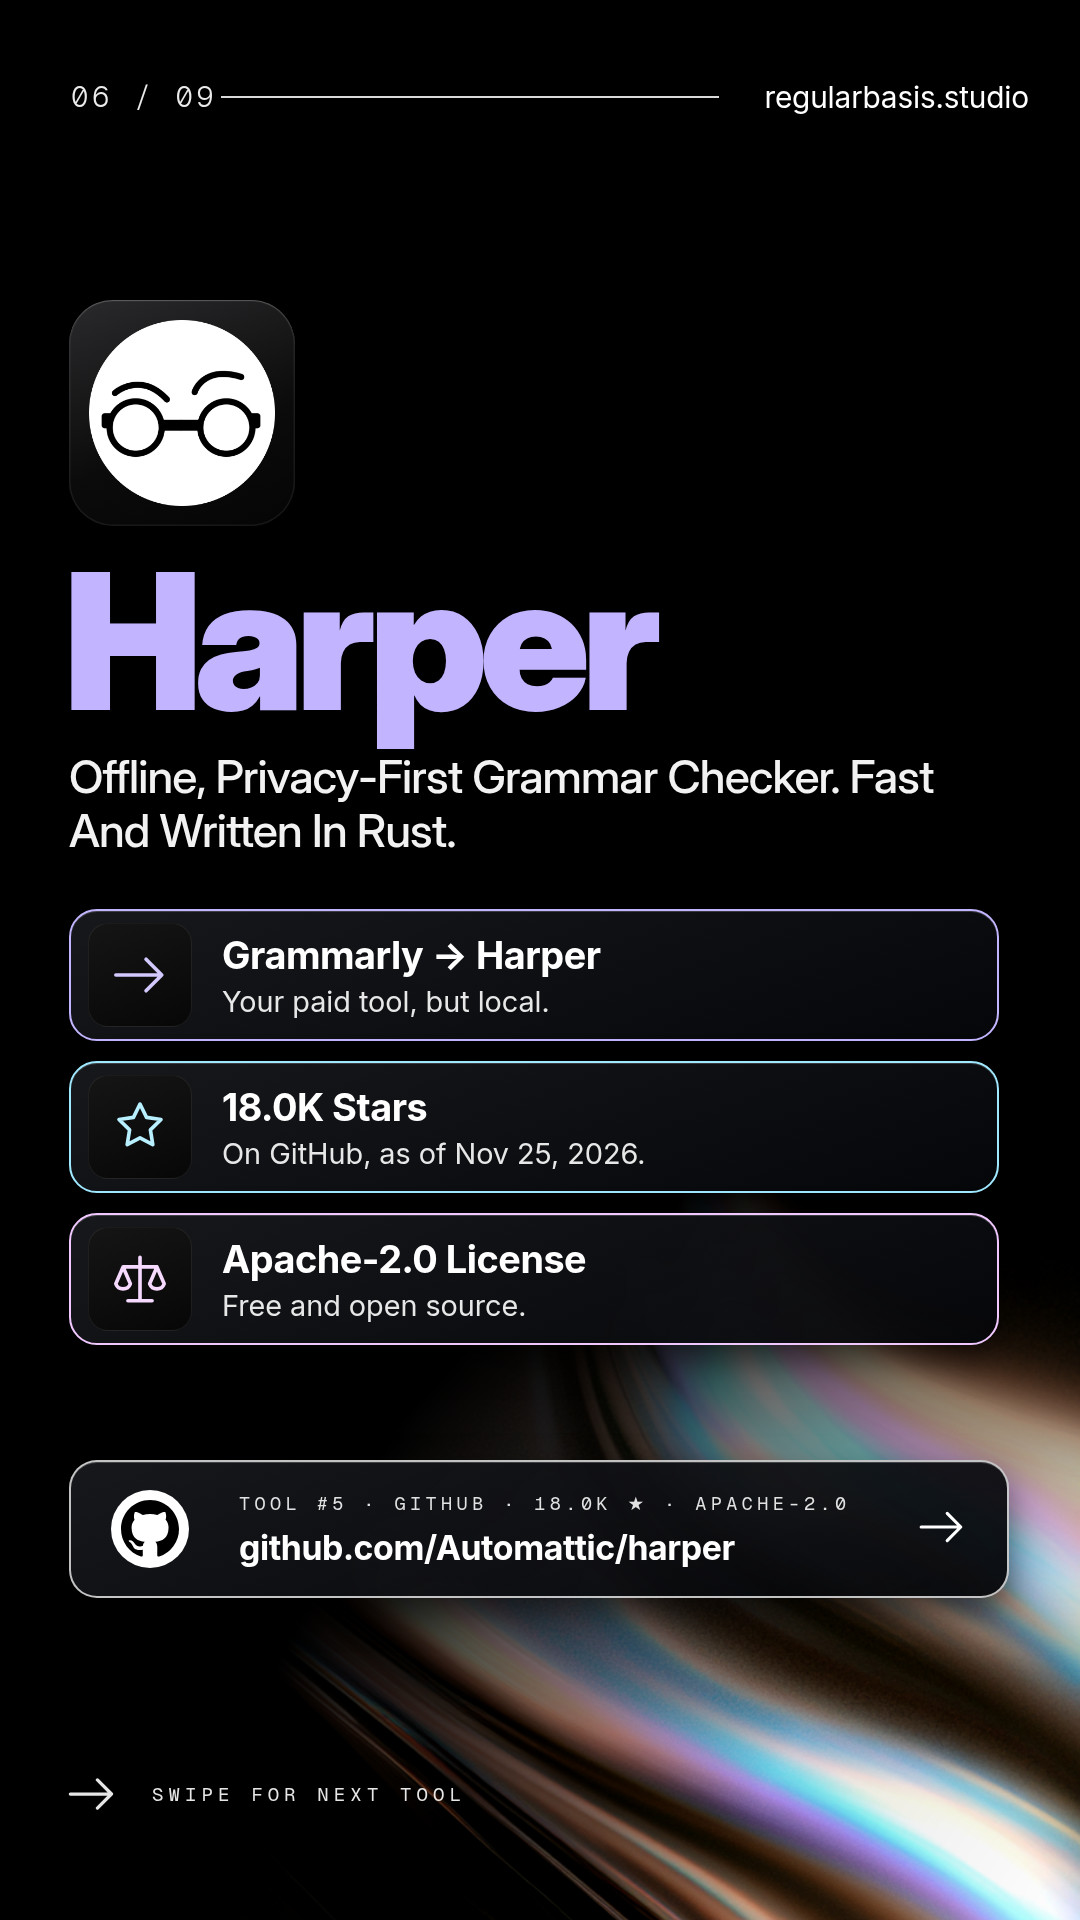 06 / 09
regularbasis.studio
Harper
Offline, Privacy-First Grammar Checker. Fast
And Written In Rust.
Grammarly → Harper
Your paid tool, but local.
18.0K Stars
On GitHub, as of Nov 25, 2026.
Apache-2.0 License
Free and open source.
TOOL #5 · GITHUB · 18.0K ★ · APACHE-2.0
github.com/Automattic/harper
SWIPE FOR NEXT TOOL